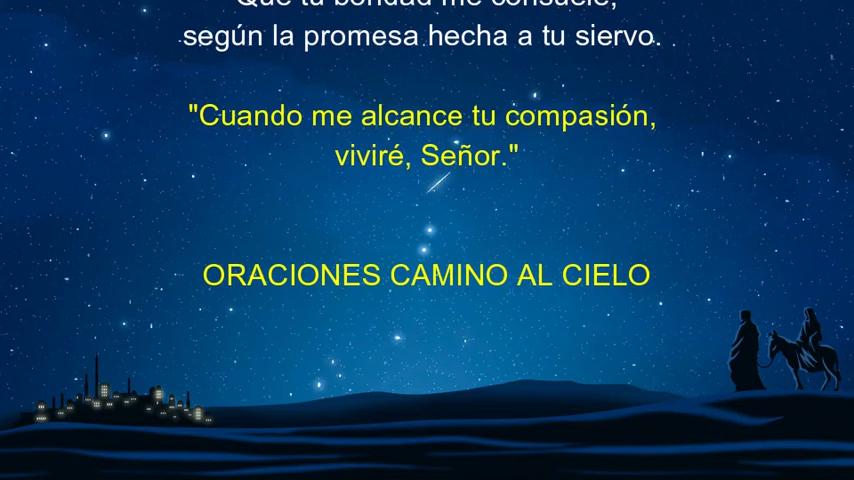 Que tu bondad me consuele,
según la promesa hecha a tu siervo.
"Cuando me alcance tu compasión,
viviré, Señor."
ORACIONES CAMINO AL CIELO